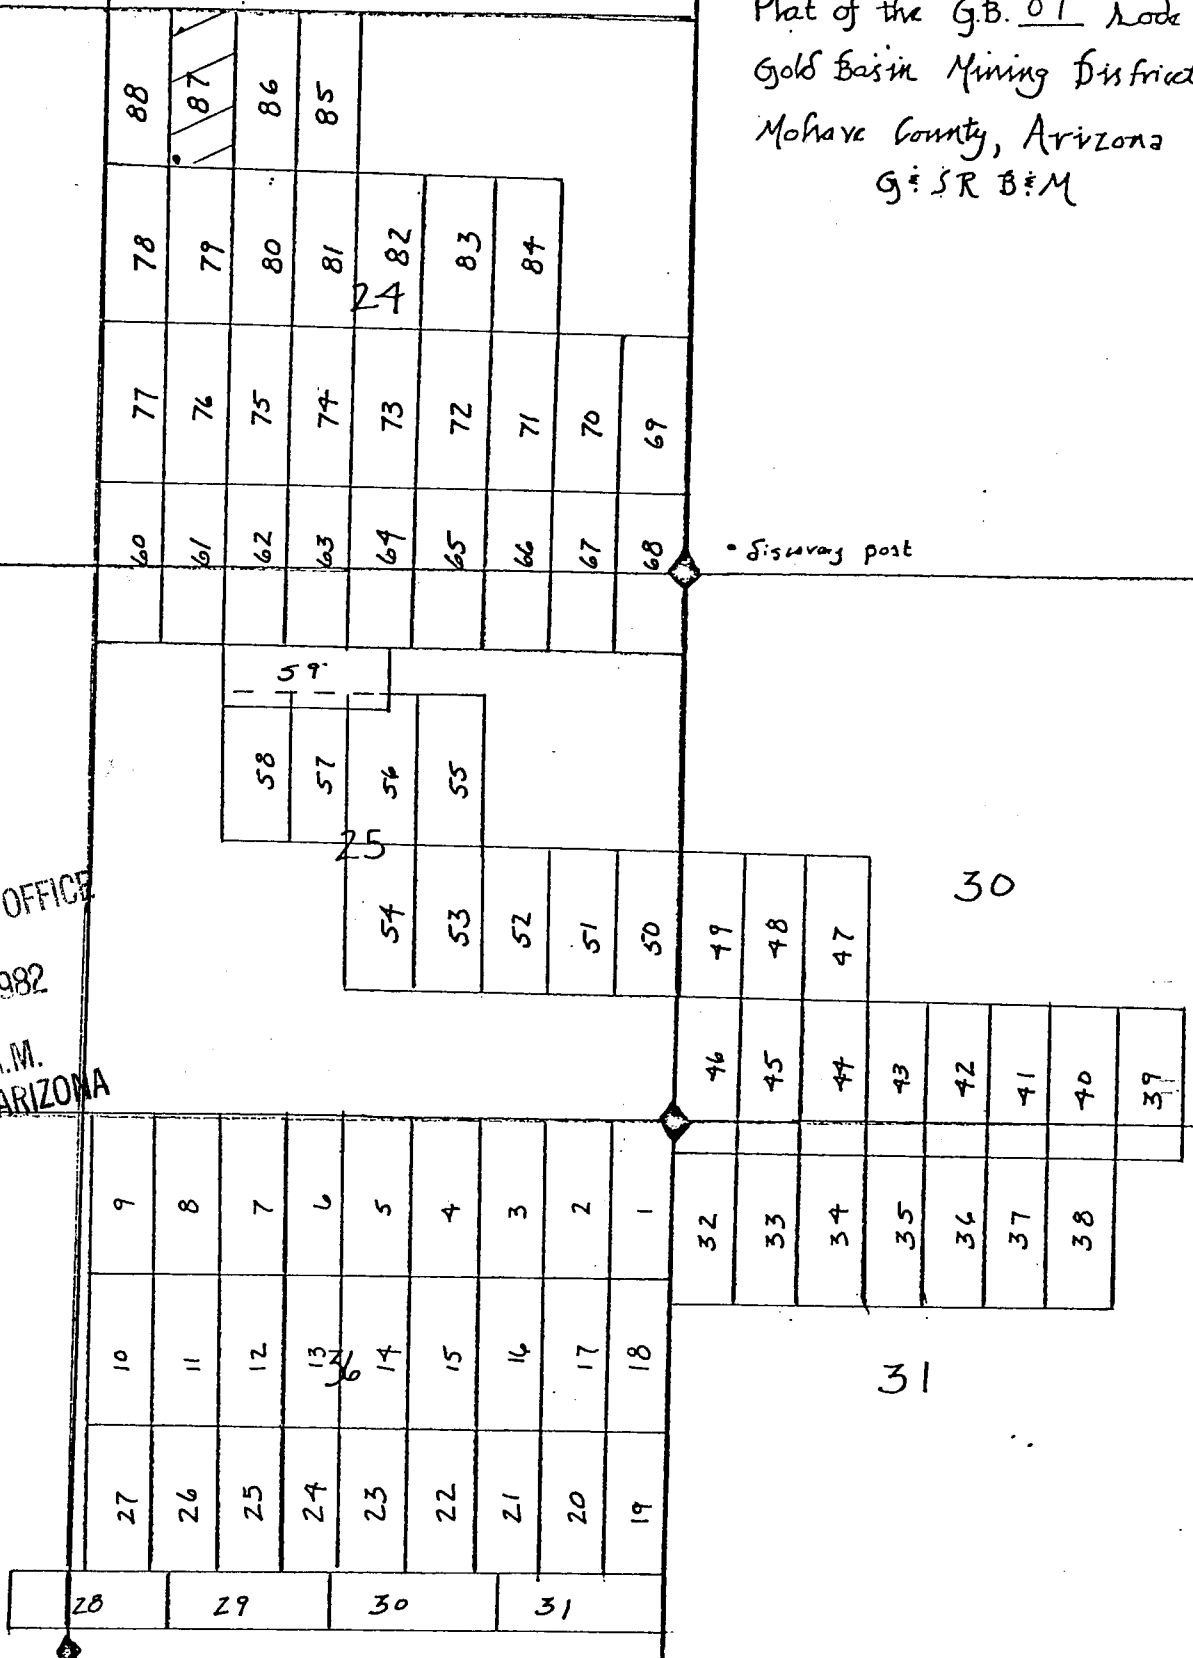 Plat of the G.B. 87 Lode
Gold Basin Mining District
Mohave County, Arizona
G & S R B & M
88 87 86 85
78 79 80 81 82 83 84
24
77 76 75 74 73 72 71 70 69
60 61 62 63 64 65 66 67 68
• discovery post
59
58 57 56 55
25
54 53 52 51 50 49 48 47
30
OFFICE
982
.M.
ARIZONA
46 45 44 43 42 41 40 39
9 8 7 6 5 4 3 2 1
32 33 34 35 36 37 38
10 11 12 13 14 15 16 17 18
36
31
27 26 25 24 23 22 21 20 19
28 29 30 31